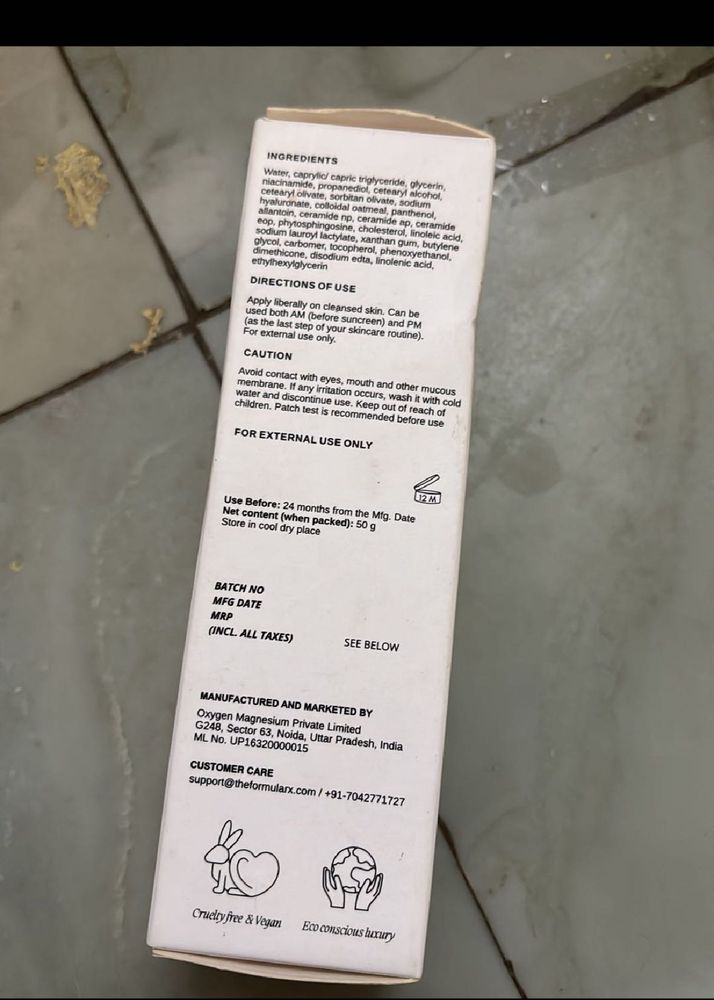 INGREDIENTS
Water, caprylic/ capric triglyceride, glycerin,
niacinamide, propanediol, cetearyl alcohol,
cetearyl olivate, sorbitan olivate, sodium
hyaluronate, colloidal oatmeal, panthenol,
allantoin, ceramide np, ceramide ap, ceramide
eop, phytosphingosine, cholesterol, linoleic acid,
sodium lauroyl lactylate, xanthan gum, butylene
glycol, carbomer, tocopherol, phenoxyethanol,
dimethicone, disodium edta, linolenic acid,
ethylhexylglycerin
DIRECTIONS OF USE
Apply liberally on cleansed skin. Can be
used both AM (before suncreen) and PM
(as the last step of your skincare routine).
For external use only.
CAUTION
Avoid contact with eyes, mouth and other mucous
membrane. If any irritation occurs, wash it with cold
water and discontinue use. Keep out of reach of
children. Patch test is recommended before use
FOR EXTERNAL USE ONLY
12 M
Use Before: 24 months from the Mfg. Date
Net content (when packed): 50 g
Store in cool dry place
BATCH NO
MFG DATE
MRP
(INCL. ALL TAXES) SEE BELOW
MANUFACTURED AND MARKETED BY
Oxygen Magnesium Private Limited
G248, Sector 63, Noida, Uttar Pradesh, India
ML No. UP16320000015
CUSTOMER CARE
support@theformularx.com / +91-7042771727
Cruelty free & Vegan Eco conscious luxury